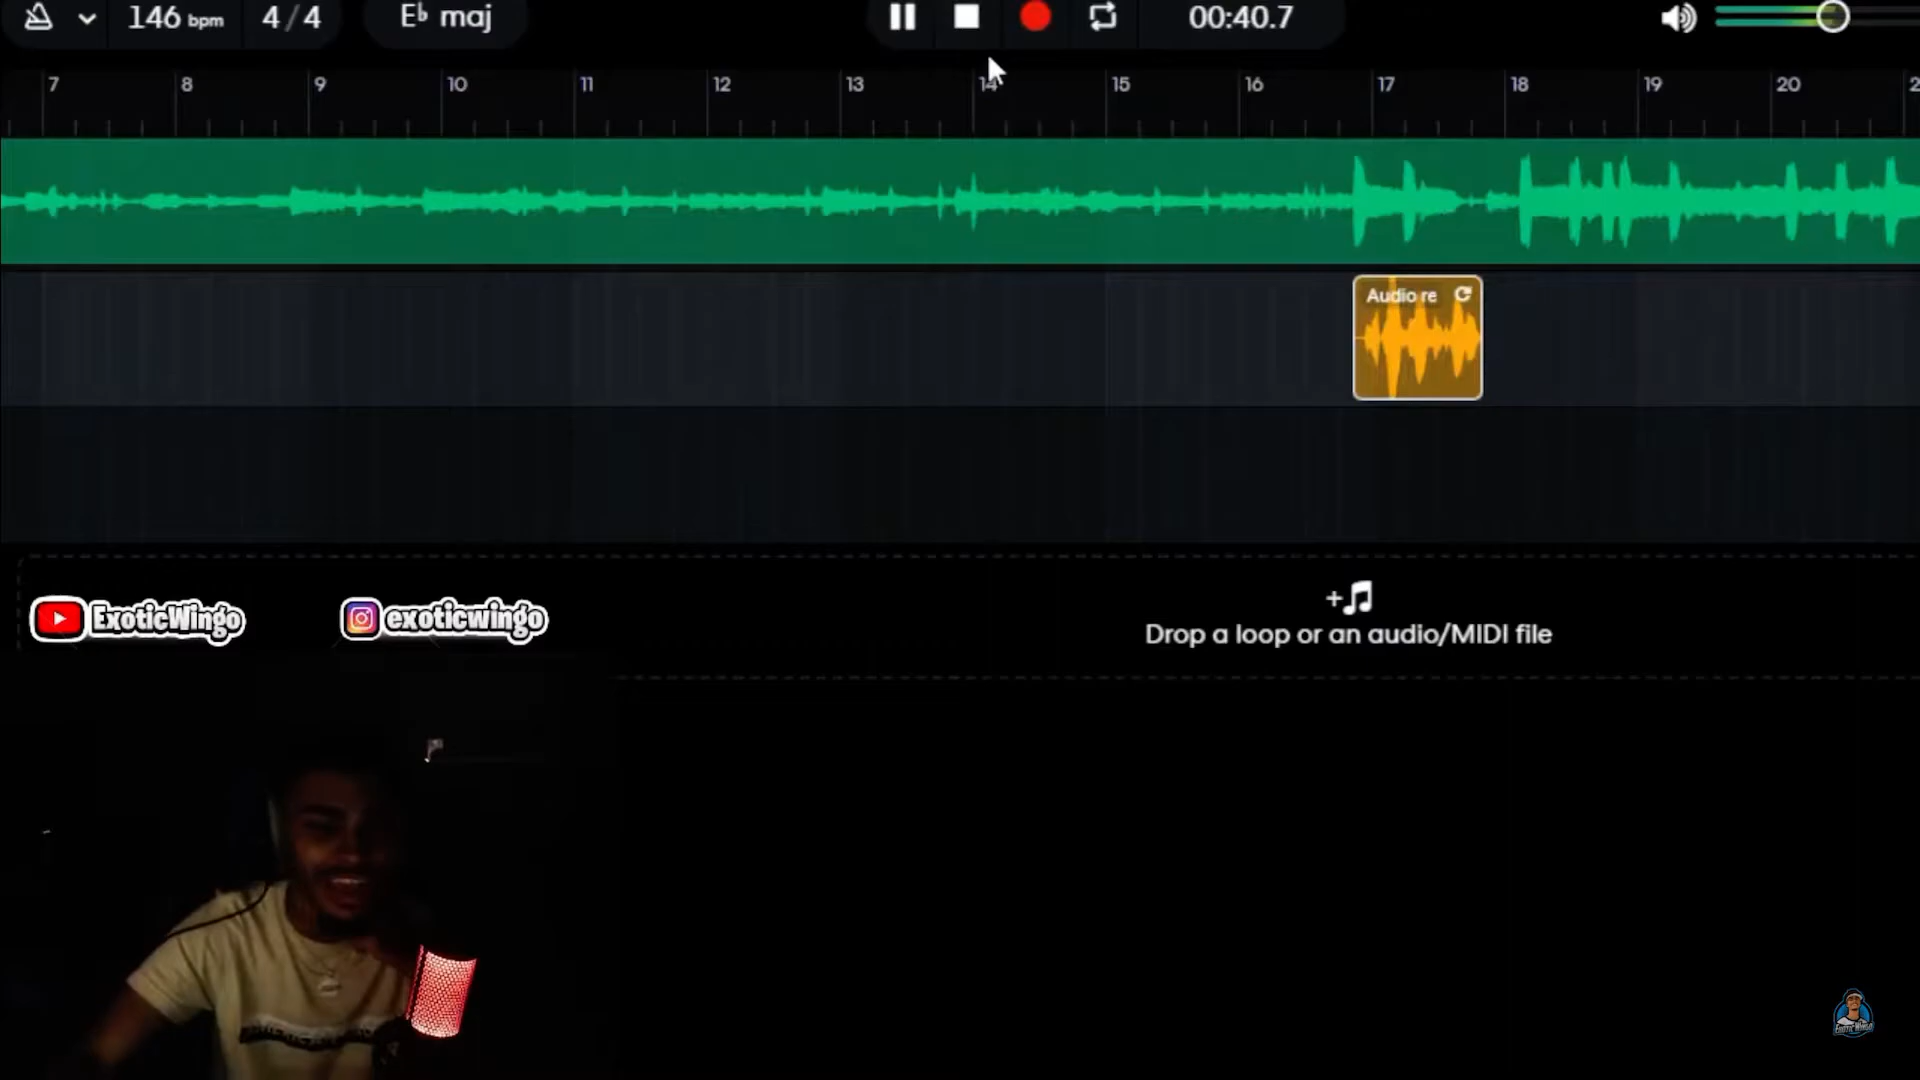 146 bpm 4 / 4 E♭ maj 00:40.7
7 8 9 10 11 12 13 14 15 16 17 18 19 20
Audio re
ExoticWingo exoticwingo
Drop a loop or an audio/MIDI file